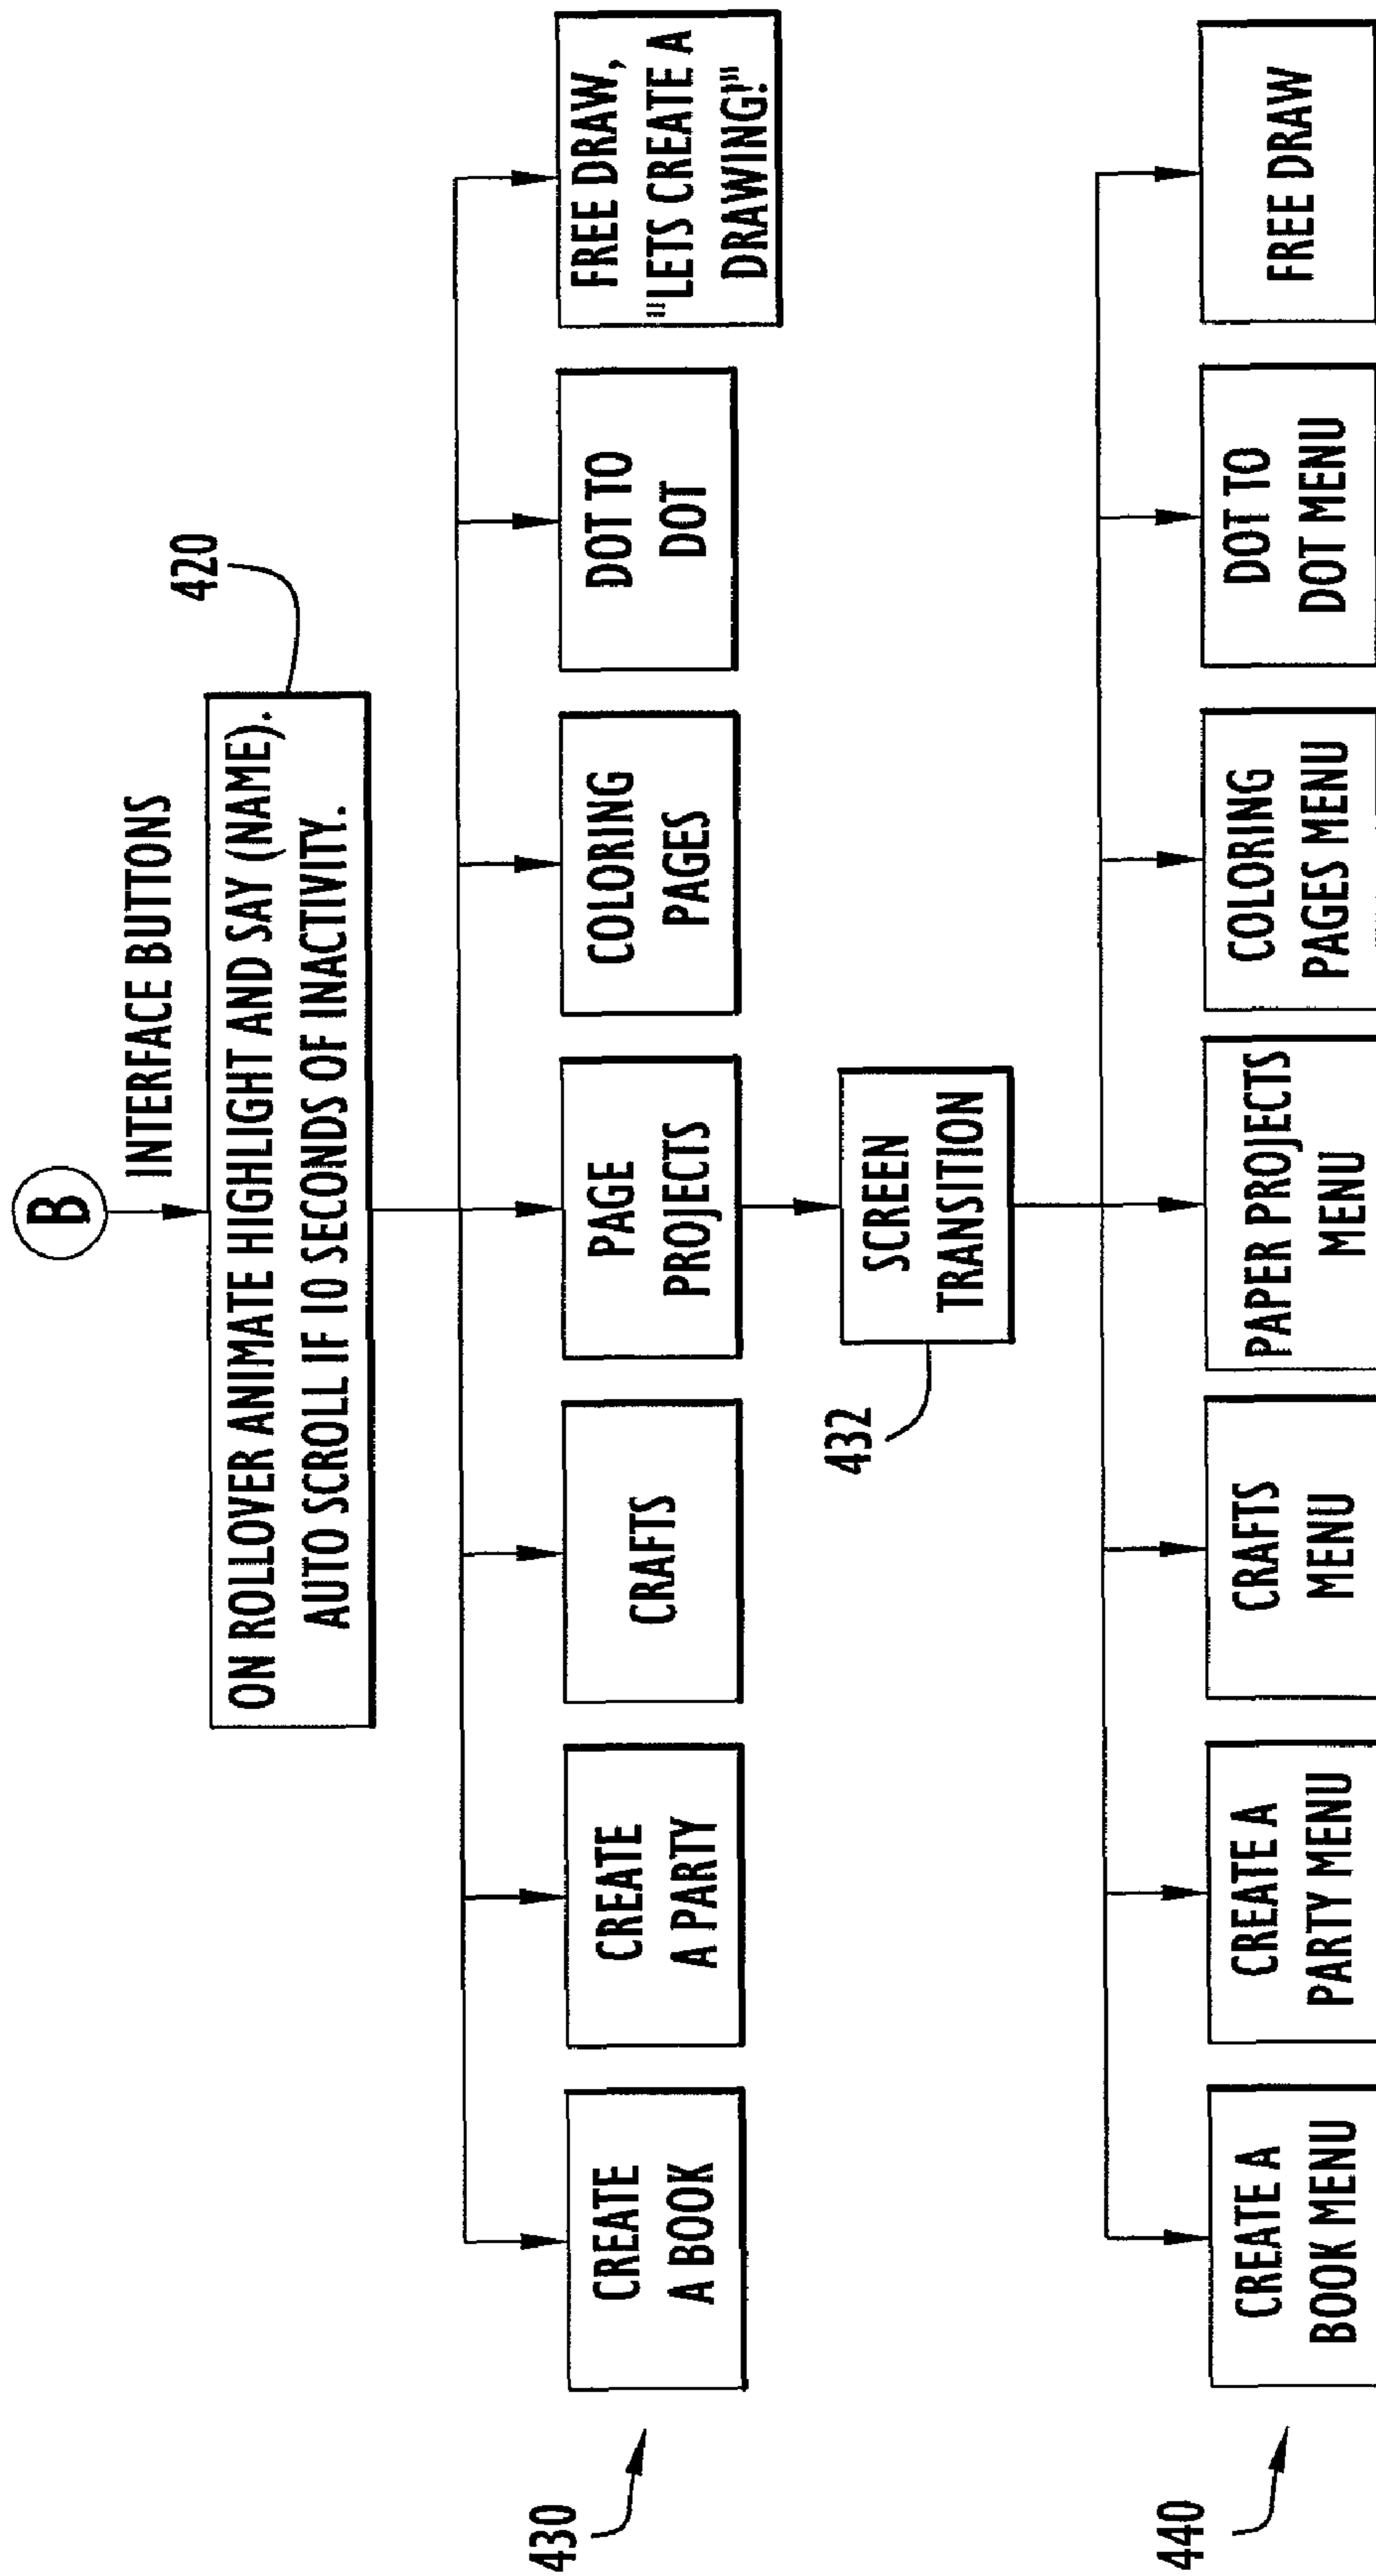 B
INTERFACE BUTTONS
420
ON ROLLOVER ANIMATE HIGHLIGHT AND SAY (NAME).
AUTO SCROLL IF 10 SECONDS OF INACTIVITY.
430
CREATE
A BOOK
CREATE
A PARTY
CRAFTS
PAGE
PROJECTS
COLORING
PAGES
DOT TO
DOT
FREE DRAW,
"LETS CREATE A
DRAWING!"
432
SCREEN
TRANSITION
440
CREATE A
BOOK MENU
CREATE A
PARTY MENU
CRAFTS
MENU
PAPER PROJECTS
MENU
COLORING
PAGES MENU
DOT TO
DOT MENU
FREE DRAW